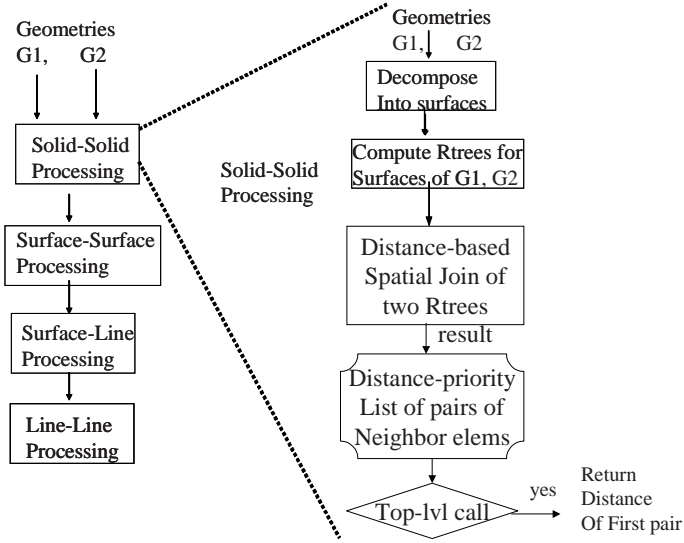 Geometries
G1, G2
Solid-Solid
Processing
Surface-Surface
Processing
Surface-Line
Processing
Line-Line
Processing
Solid-Solid
Processing
Geometries
G1, G2
Decompose
Into surfaces
Compute Rtrees for
Surfaces of G1, G2
Distance-based
Spatial Join of
two Rtrees
result
Distance-priority
List of pairs of
Neighbor elems
Top-lvl call
yes
Return
Distance
Of First pair